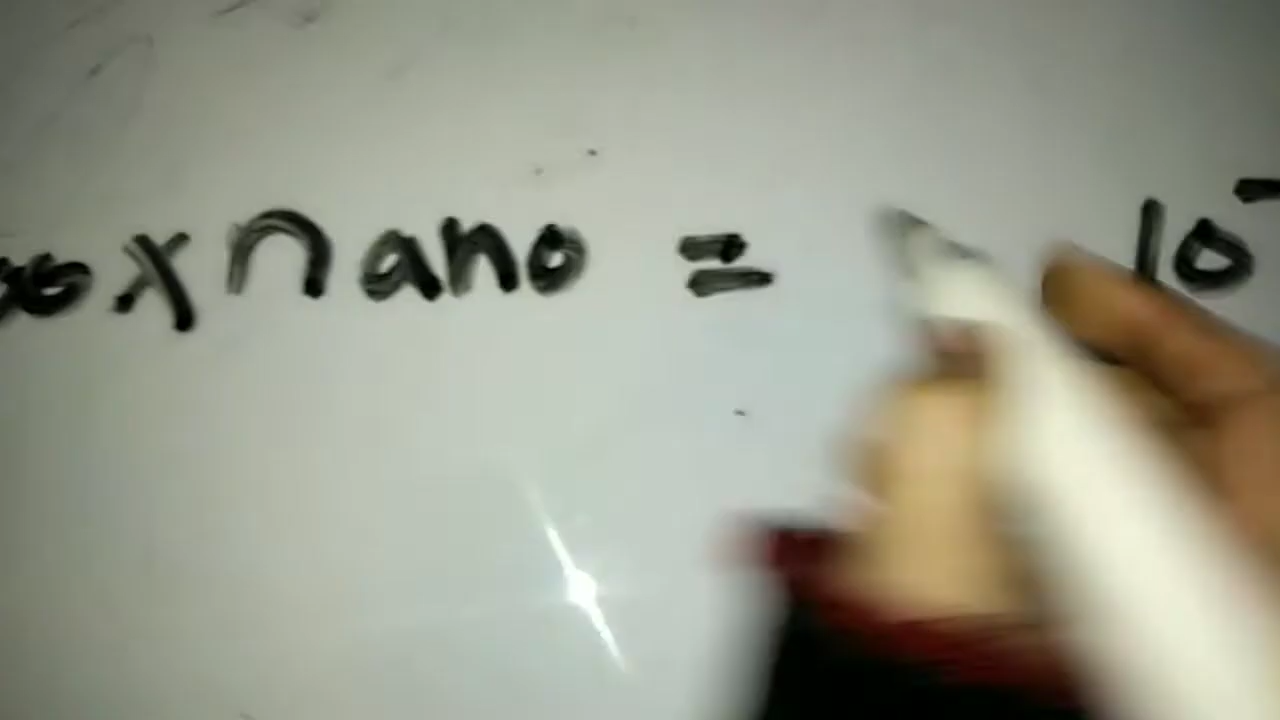 x nano = 10-